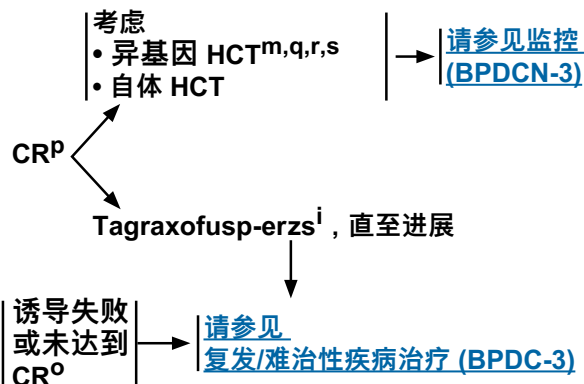 考虑
• 异基因 HCTm,q,r,s
• 自体 HCT
请参见监控
(BPDCN-3)
CRp
Tagraxofusp-erzsi，直至进展
诱导失败
或未达到
CRo
请参见
复发/难治性疾病治疗 (BPDC-3)